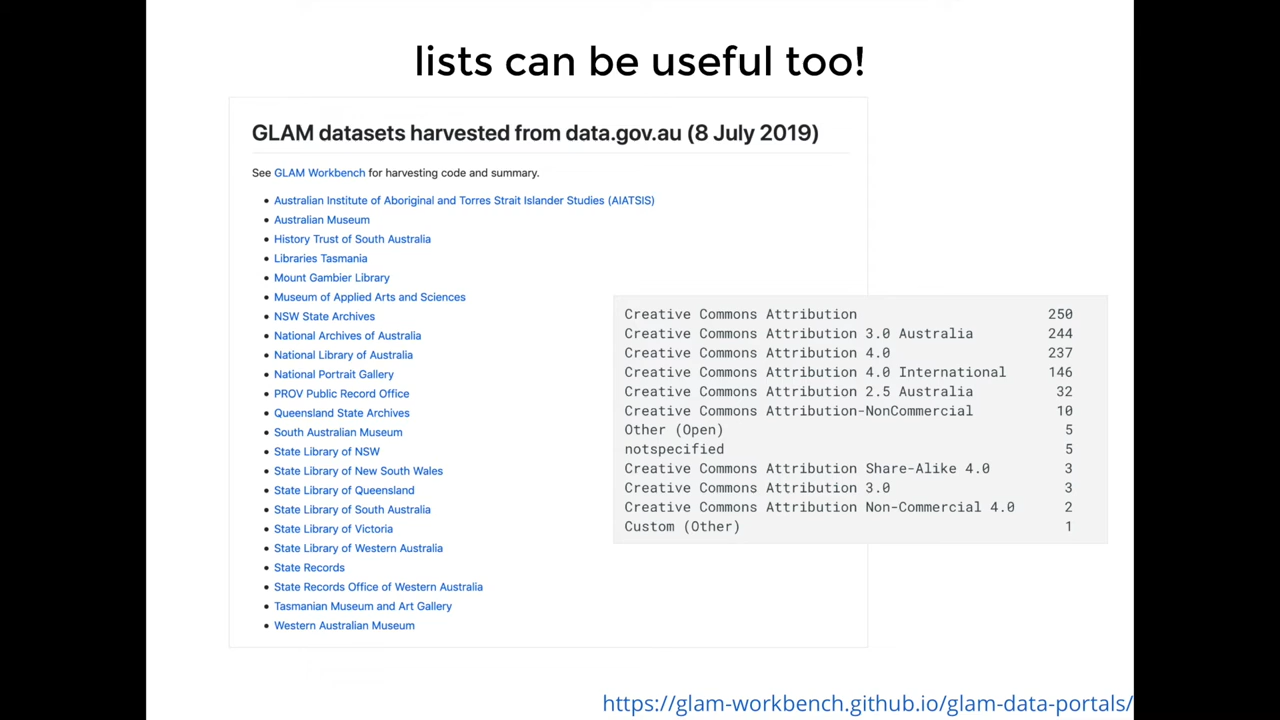 lists can be useful too!
GLAM datasets harvested from data.gov.au (8 July 2019)
See GLAM Workbench for harvesting code and summary.
Australian Institute of Aboriginal and Torres Strait Islander Studies (AIATSIS)
Australian Museum
History Trust of South Australia
Libraries Tasmania
Mount Gambier Library
Museum of Applied Arts and Sciences
NSW State Archives
National Archives of Australia
National Library of Australia
National Portrait Gallery
PROV Public Record Office
Queensland State Archives
South Australian Museum
State Library of NSW
State Library of New South Wales
State Library of Queensland
State Library of South Australia
State Library of Victoria
State Library of Western Australia
State Records
State Records Office of Western Australia
Tasmanian Museum and Art Gallery
Western Australian Museum
Creative Commons Attribution 250
Creative Commons Attribution 3.0 Australia 244
Creative Commons Attribution 4.0 237
Creative Commons Attribution 4.0 International 146
Creative Commons Attribution 2.5 Australia 32
Creative Commons Attribution-NonCommercial 10
Other (Open) 5
notspecified 5
Creative Commons Attribution Share-Alike 4.0 3
Creative Commons Attribution 3.0 3
Creative Commons Attribution Non-Commercial 4.0 2
Custom (Other) 1
https://glam-workbench.github.io/glam-data-portals/